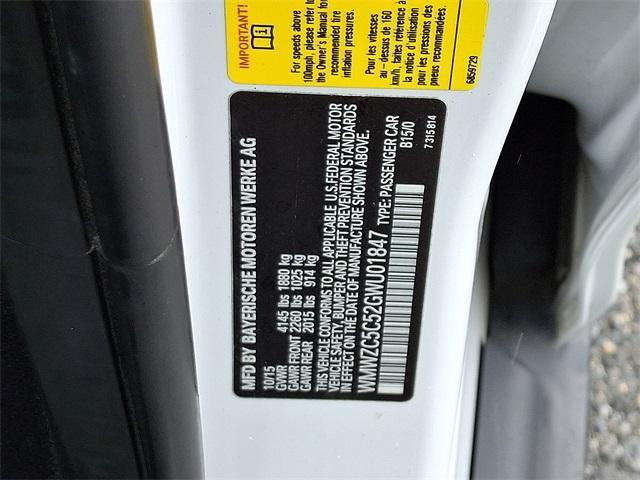 IMPORTANT!
For speeds above
100mph, please refer to
the Owner's Manual for
recommended tire
inflation pressures.
Pour les vitesses
au-dessus de 160
km/h, faites référence à
la notice d'utilisation
pour les pressions des
pneus recommandées.
6859729
MFD BY BAYERISCHE MOTOREN WERKE AG
10/15
GVWR 4145 lbs 1880 kg
GAWR FRONT 2260 lbs 1025 kg
GAWR REAR 2015 lbs 914 kg
THIS VEHICLE CONFORMS TO ALL APPLICABLE U.S.FEDERAL MOTOR
VEHICLE SAFETY, BUMPER AND THEFT PREVENTION STANDARDS
IN EFFECT ON THE DATE OF MANUFACTURE SHOWN ABOVE.
WMWZC5C52GWU01847 TYPE: PASSENGER CAR
B15/0
7315814